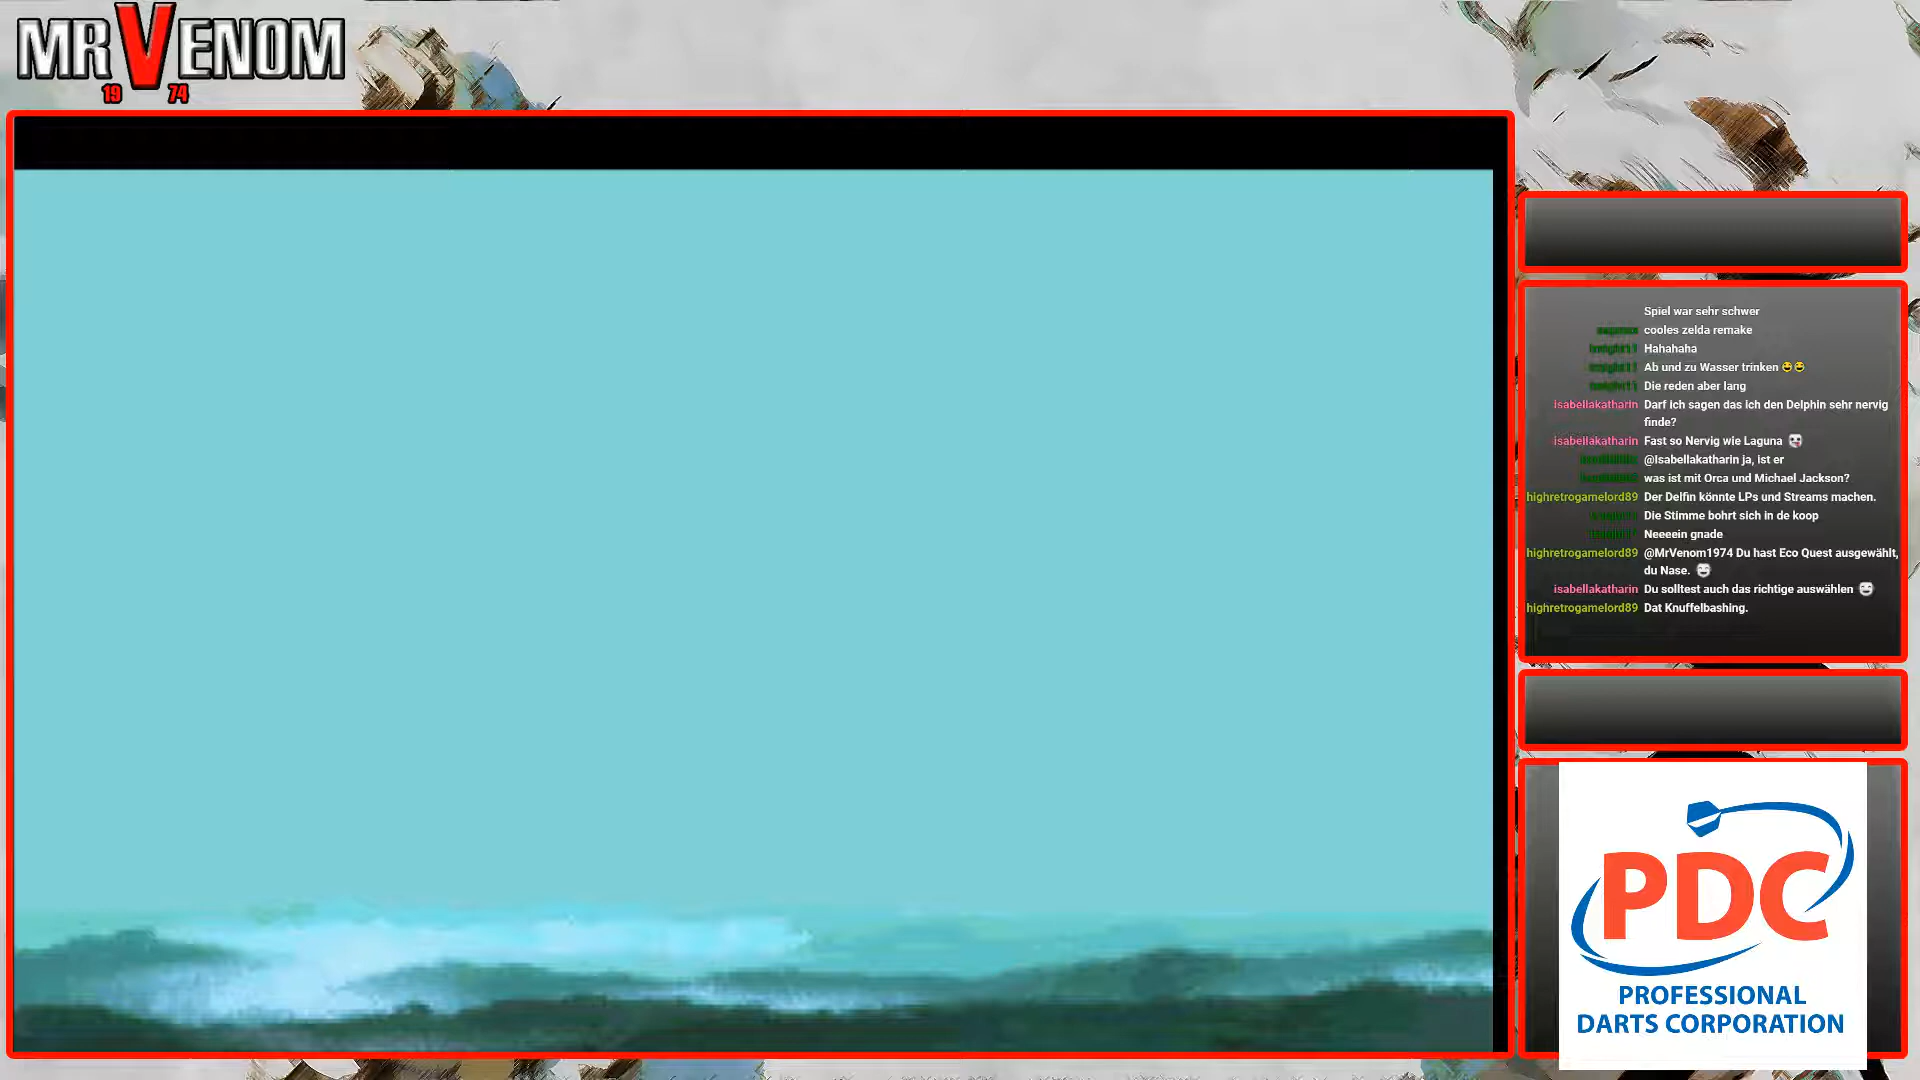 MRVENOM
19 74
Spiel war sehr schwer
cooles zelda remake
Hahahaha
Ab und zu Wasser trinken
Die reden aber lang
isabellakatharin Darf ich sagen das ich den Delphin sehr nervig
finde?
isabellakatharin Fast so Nervig wie Laguna
@Isabellakatharin ja, ist er
was ist mit Orca und Michael Jackson?
highretrogamelord89 Der Delfin könnte LPs und Streams machen.
Die Stimme bohrt sich in de koop
Neeeein gnade
highretrogamelord89 @MrVenom1974 Du hast Eco Quest ausgewählt,
du Nase.
isabellakatharin Du solltest auch das richtige auswählen
highretrogamelord89 Dat Knuffelbashing.
PDC
PROFESSIONAL
DARTS CORPORATION